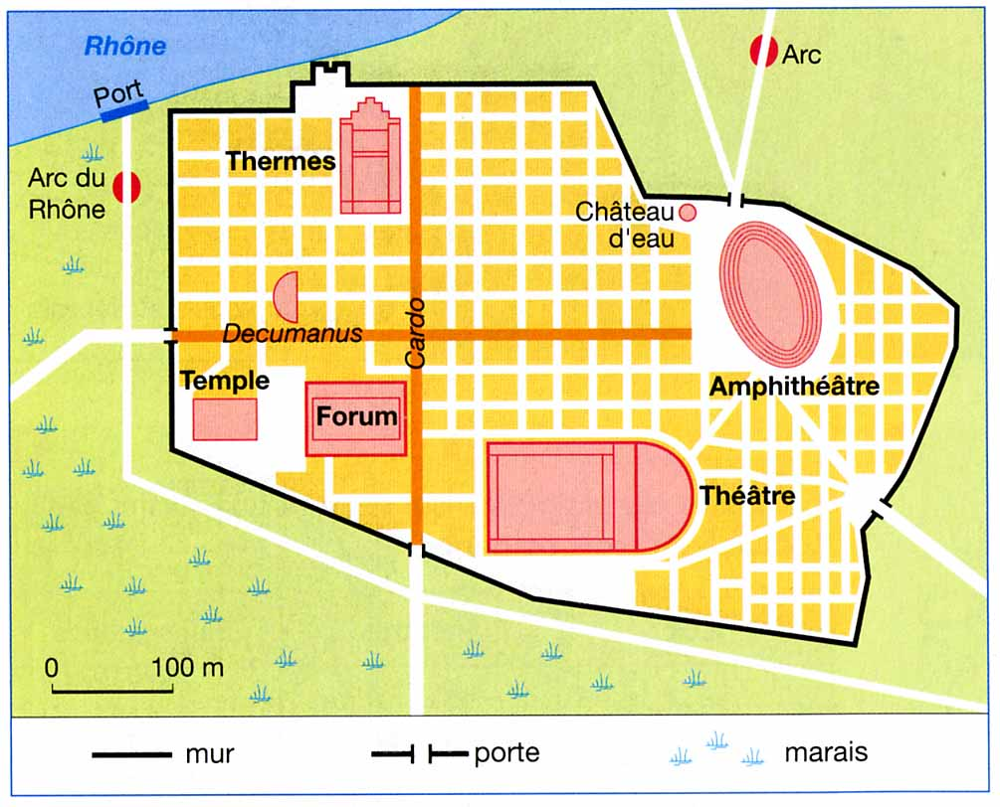 Rhône
Port
Arc
Arc du
Rhône
Thermes
Château
d'eau
Decumanus
Cardo
Temple
Forum
Amphithéâtre
Théâtre
0 100 m
mur
porte
marais